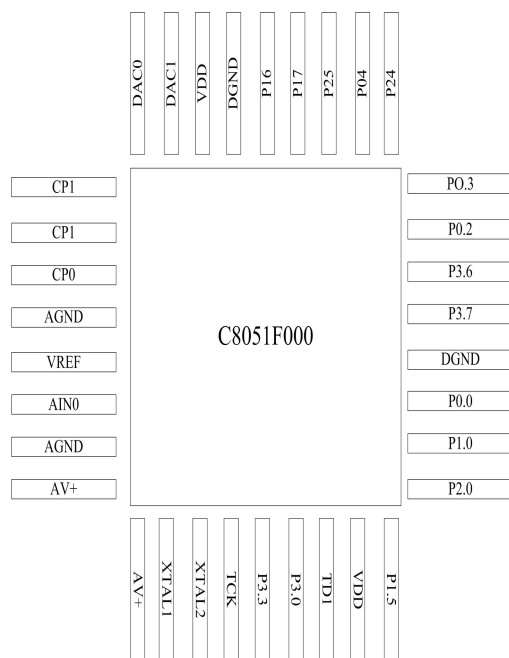 DAC0
DAC1
VDD
DGND
P16
P17
P25
P04
P24
CP1
CP1
CP0
AGND
VREF
AIN0
AGND
AV+
C8051F000
PO.3
P0.2
P3.6
P3.7
DGND
P0.0
P1.0
P2.0
AV+
XTAL1
XTAL2
TCK
P3.3
P3.0
TD1
VDD
P1.5